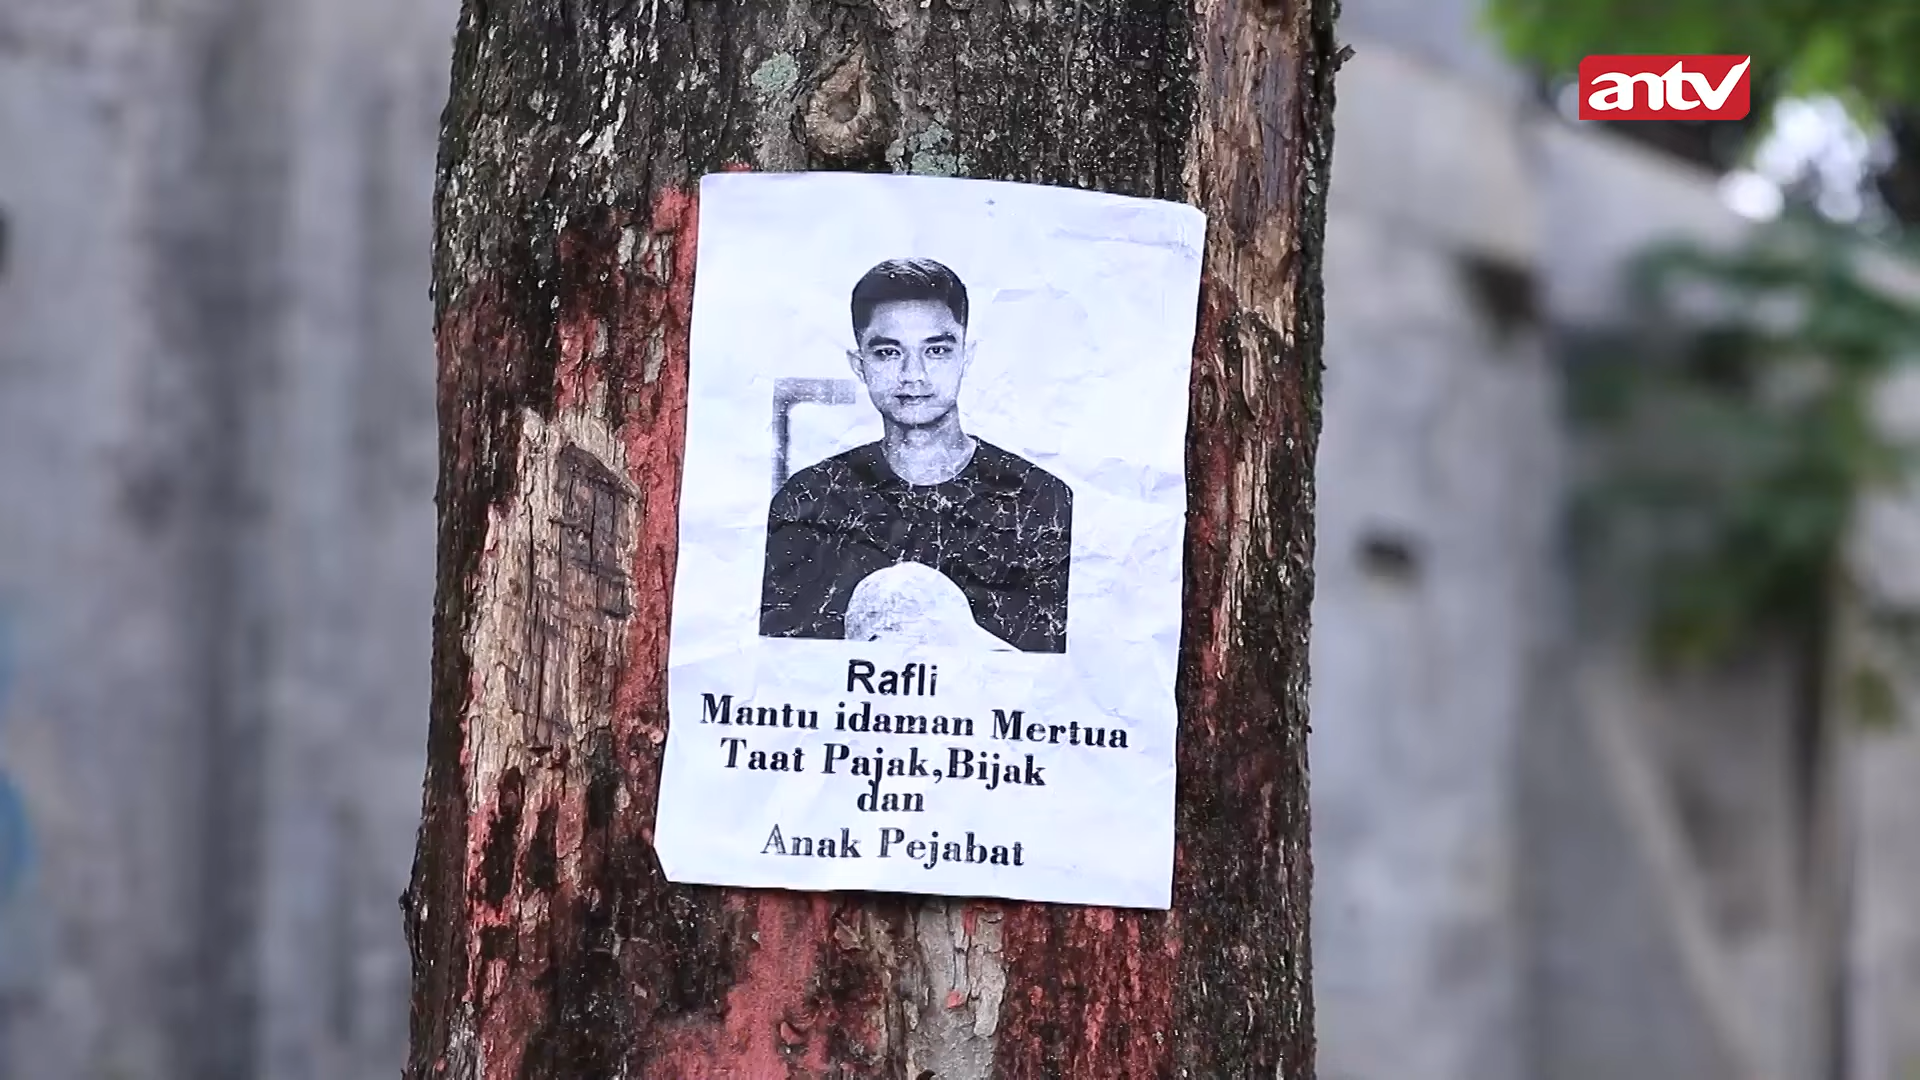 antv
Rafli
Mantu idaman Mertua
Taat Pajak,Bijak
dan
Anak Pejabat